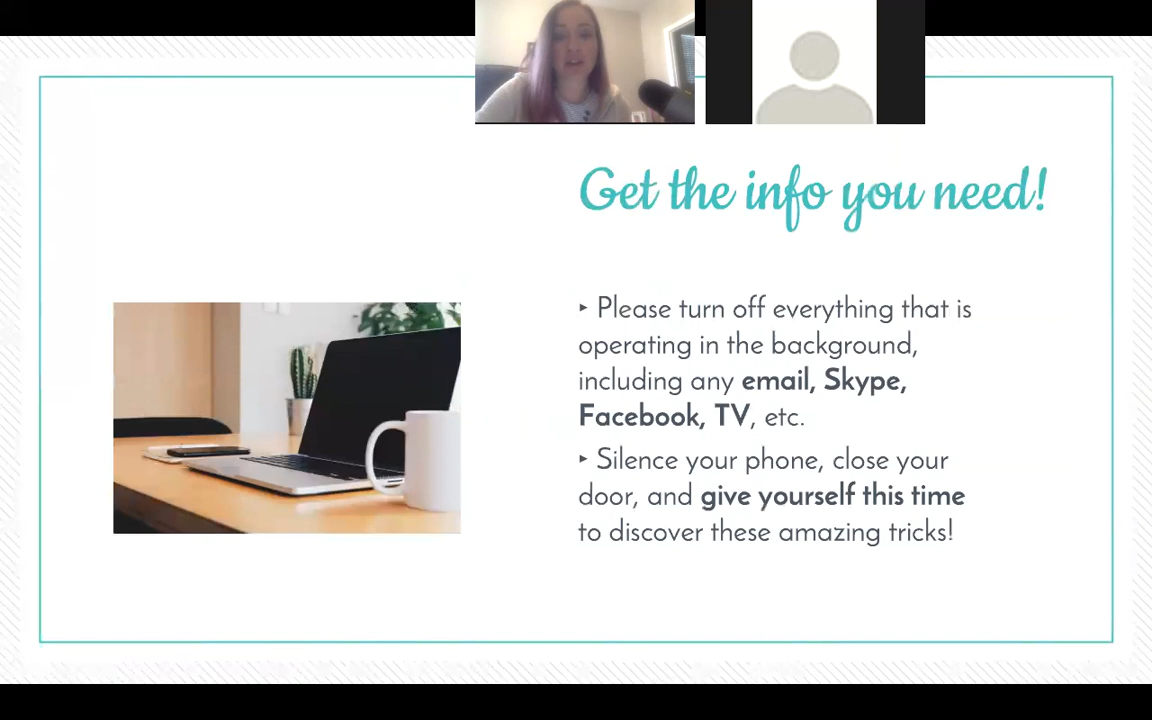 Get the info you need!
‣ Please turn off everything that is
operating in the background,
including any email, Skype,
Facebook, TV, etc.
‣ Silence your phone, close your
door, and give yourself this time
to discover these amazing tricks!